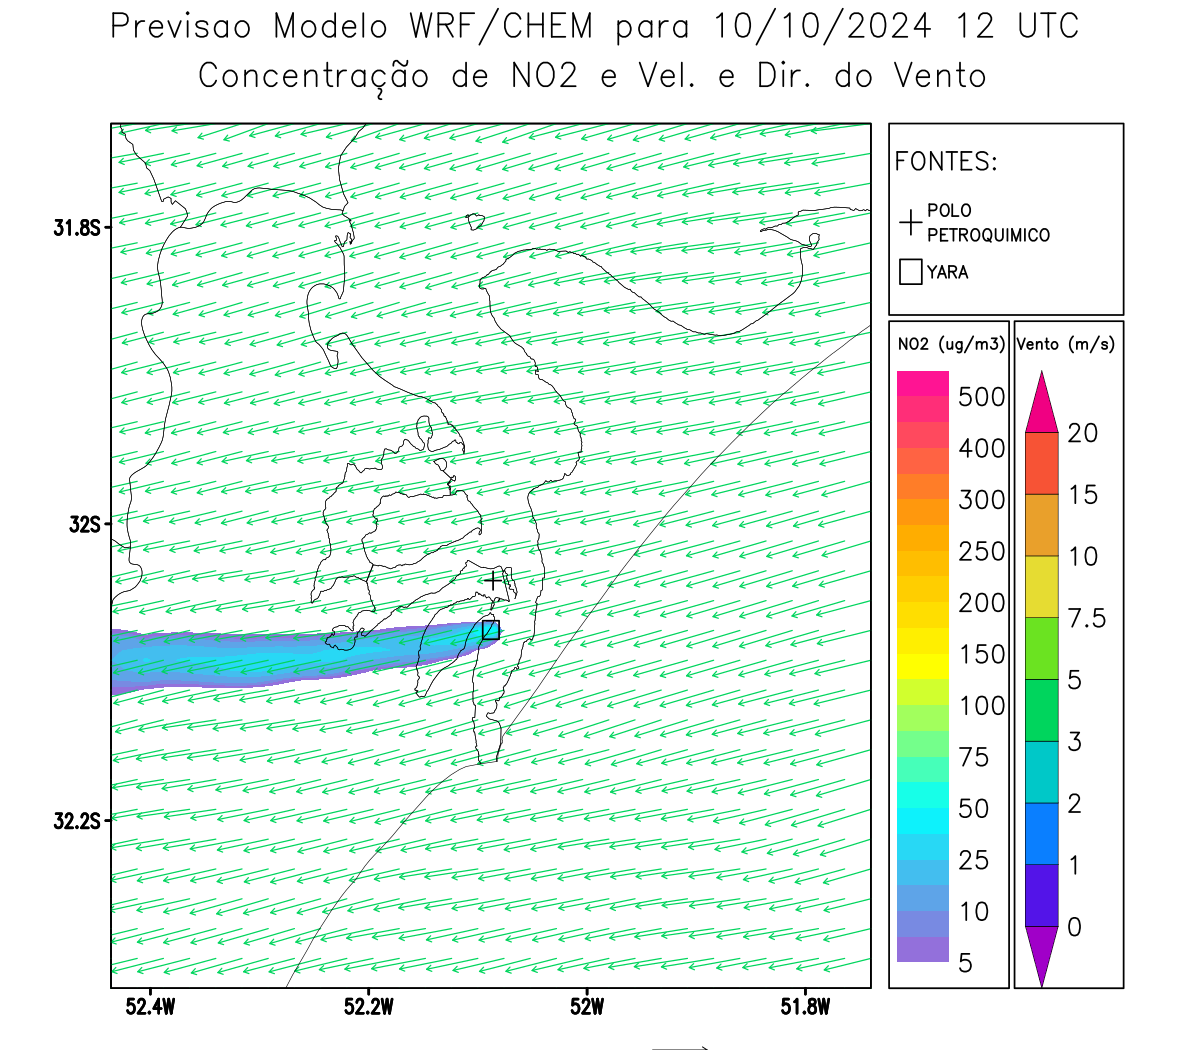 Previsao Modelo WRF/CHEM para 10/10/2024 12 UTC
Concentração de NO2 e Vel. e Dir. do Vento
FONTES:
POLO
PETROQUIMICO
YARA
NO2 (ug/m3)
500
400
300
250
200
150
100
75
50
25
10
5
Vento (m/s)
20
15
10
7.5
5
3
2
1
0
31.8S
32S
32.2S
52.4W
52.2W
52W
51.8W